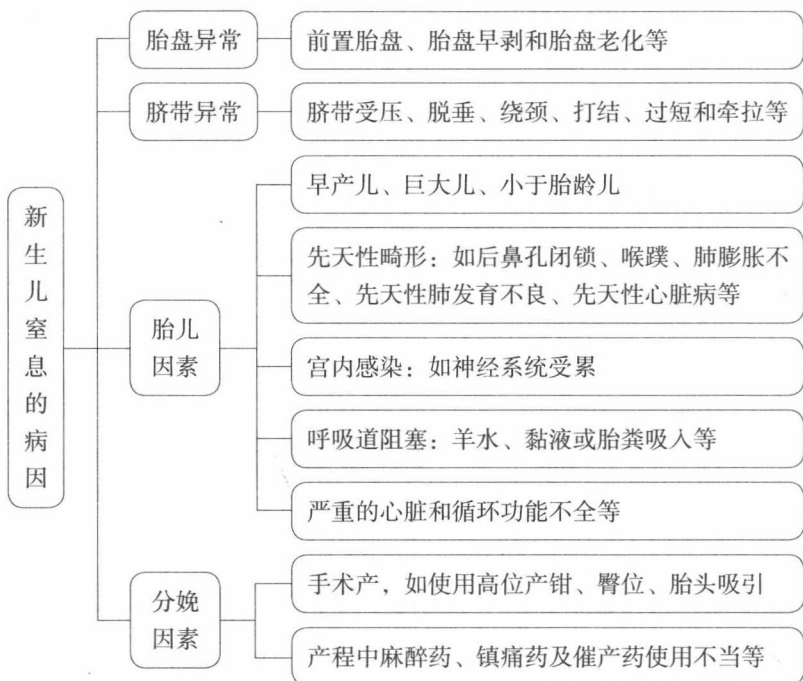 新生儿窒息的病因
胎盘异常
前置胎盘、胎盘早剥和胎盘老化等
脐带异常
脐带受压、脱垂、绕颈、打结、过短和牵拉等
胎儿
因素
早产儿、巨大儿、小于胎龄儿
先天性畸形：如后鼻孔闭锁、喉蹼、肺膨胀不
全、先天性肺发育不良、先天性心脏病等
宫内感染：如神经系统受累
呼吸道阻塞：羊水、黏液或胎粪吸入等
严重的心脏和循环功能不全等
分娩
因素
手术产，如使用高位产钳、臀位、胎头吸引
产程中麻醉药、镇痛药及催产药使用不当等